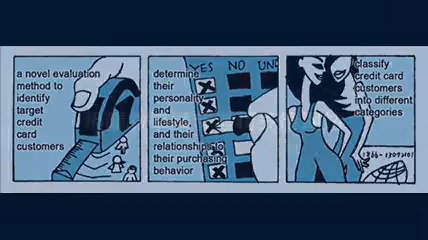 a novel evaluation
method to
identify
target
credit
card
customers
YES NO UN
determine
their
personality
and
lifestyle,
and their
relationships to
their purchasing
behavior
classify
credit card
customers
into different
categories